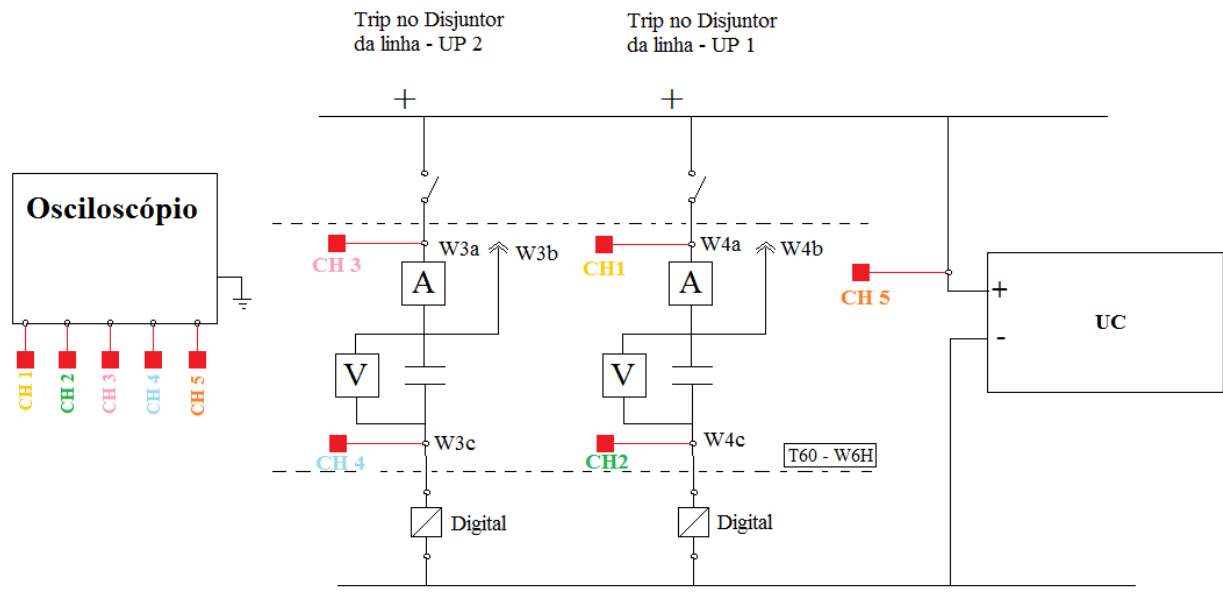 Trip no Disjuntor
da linha - UP 2
Trip no Disjuntor
da linha - UP 1
+
+
Osciloscópio
CH 1
CH 2
CH 3
CH 4
CH 5
CH 3
W3a
W3b
A
V
CH 4
W3c
Digital
CH1
W4a
W4b
A
V
CH2
W4c
T60 - W6H
Digital
CH 5
+
-
UC